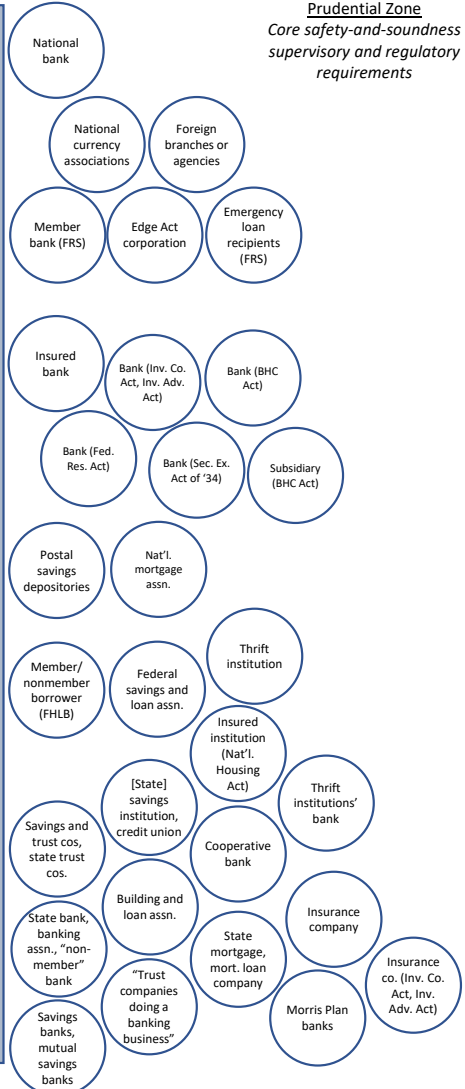 Prudential Zone
Core safety-and-soundness
supervisory and regulatory
requirements
National
bank
National
currency
associations
Foreign
branches or
agencies
Member
bank (FRS)
Edge Act
corporation
Emergency
loan
recipients
(FRS)
Insured
bank
Bank (Inv. Co.
Act, Inv. Adv.
Act)
Bank (BHC
Act)
Bank (Fed.
Res. Act)
Bank (Sec. Ex.
Act of ‘34)
Subsidiary
(BHC Act)
Postal
savings
depositories
Nat’l.
mortgage
assn.
Thrift
institution
Member/
nonmember
borrower
(FHLB)
Federal
savings and
loan assn.
Insured
institution
(Nat’l.
Housing
Act)
[State]
savings
institution,
credit union
Thrift
institutions’
bank
Savings and
trust cos,
state trust
cos.
Cooperative
bank
Building and
loan assn.
Insurance
company
State bank,
banking
assn., “non-
member”
bank
State
mortgage,
mort. loan
company
Insurance
co. (Inv. Co.
Act, Inv.
Adv. Act)
“Trust
companies
doing a
banking
business”
Morris Plan
banks
Savings
banks,
mutual
savings
banks